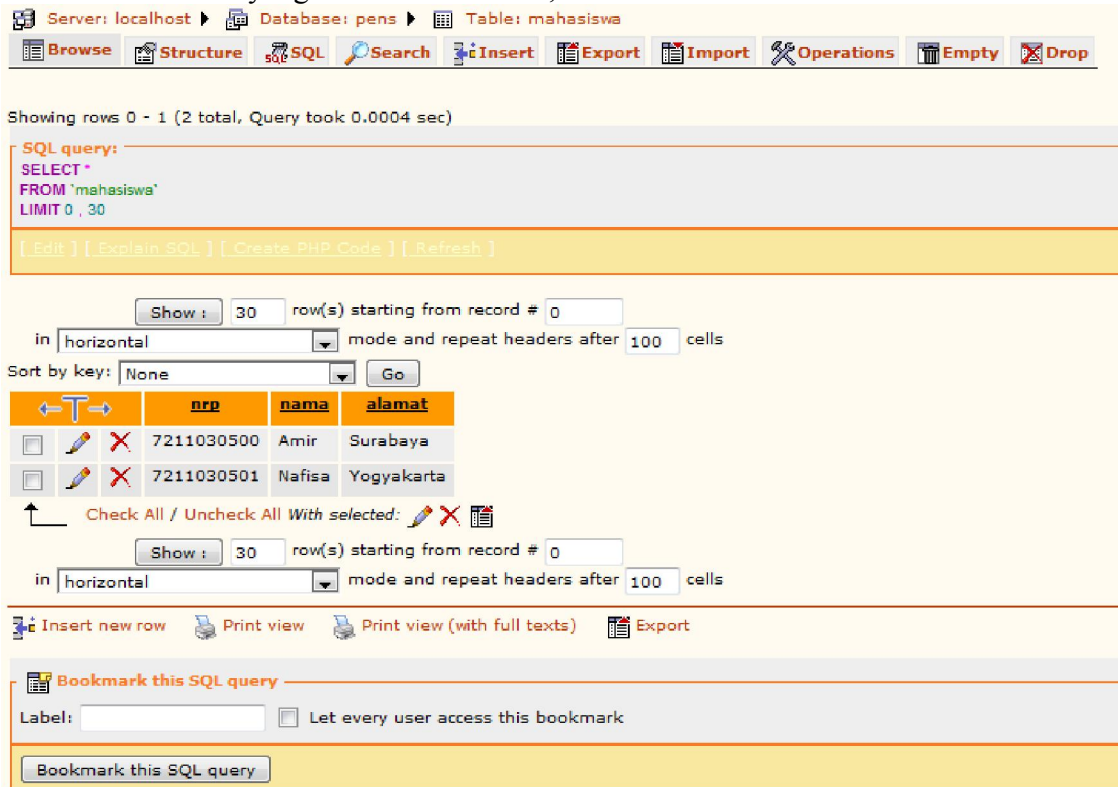 Server: localhost Database: pens Table: mahasiswa
Browse Structure SQL Search Insert Export Import Operations Empty Drop
Showing rows 0 - 1 (2 total, Query took 0.0004 sec)
SQL query:
SELECT *
FROM `mahasiswa`
LIMIT 0 , 30
[ Edit ] [ Explain SQL ] [ Create PHP Code ] [ Refresh ]
Show : 30 row(s) starting from record # 0
in horizontal mode and repeat headers after 100 cells
Sort by key: None Go
←T→ nrp nama alamat
7211030500 Amir Surabaya
7211030501 Nafisa Yogyakarta
Check All / Uncheck All With selected:
Show : 30 row(s) starting from record # 0
in horizontal mode and repeat headers after 100 cells
Insert new row Print view Print view (with full texts) Export
Bookmark this SQL query
Label: Let every user access this bookmark
Bookmark this SQL query